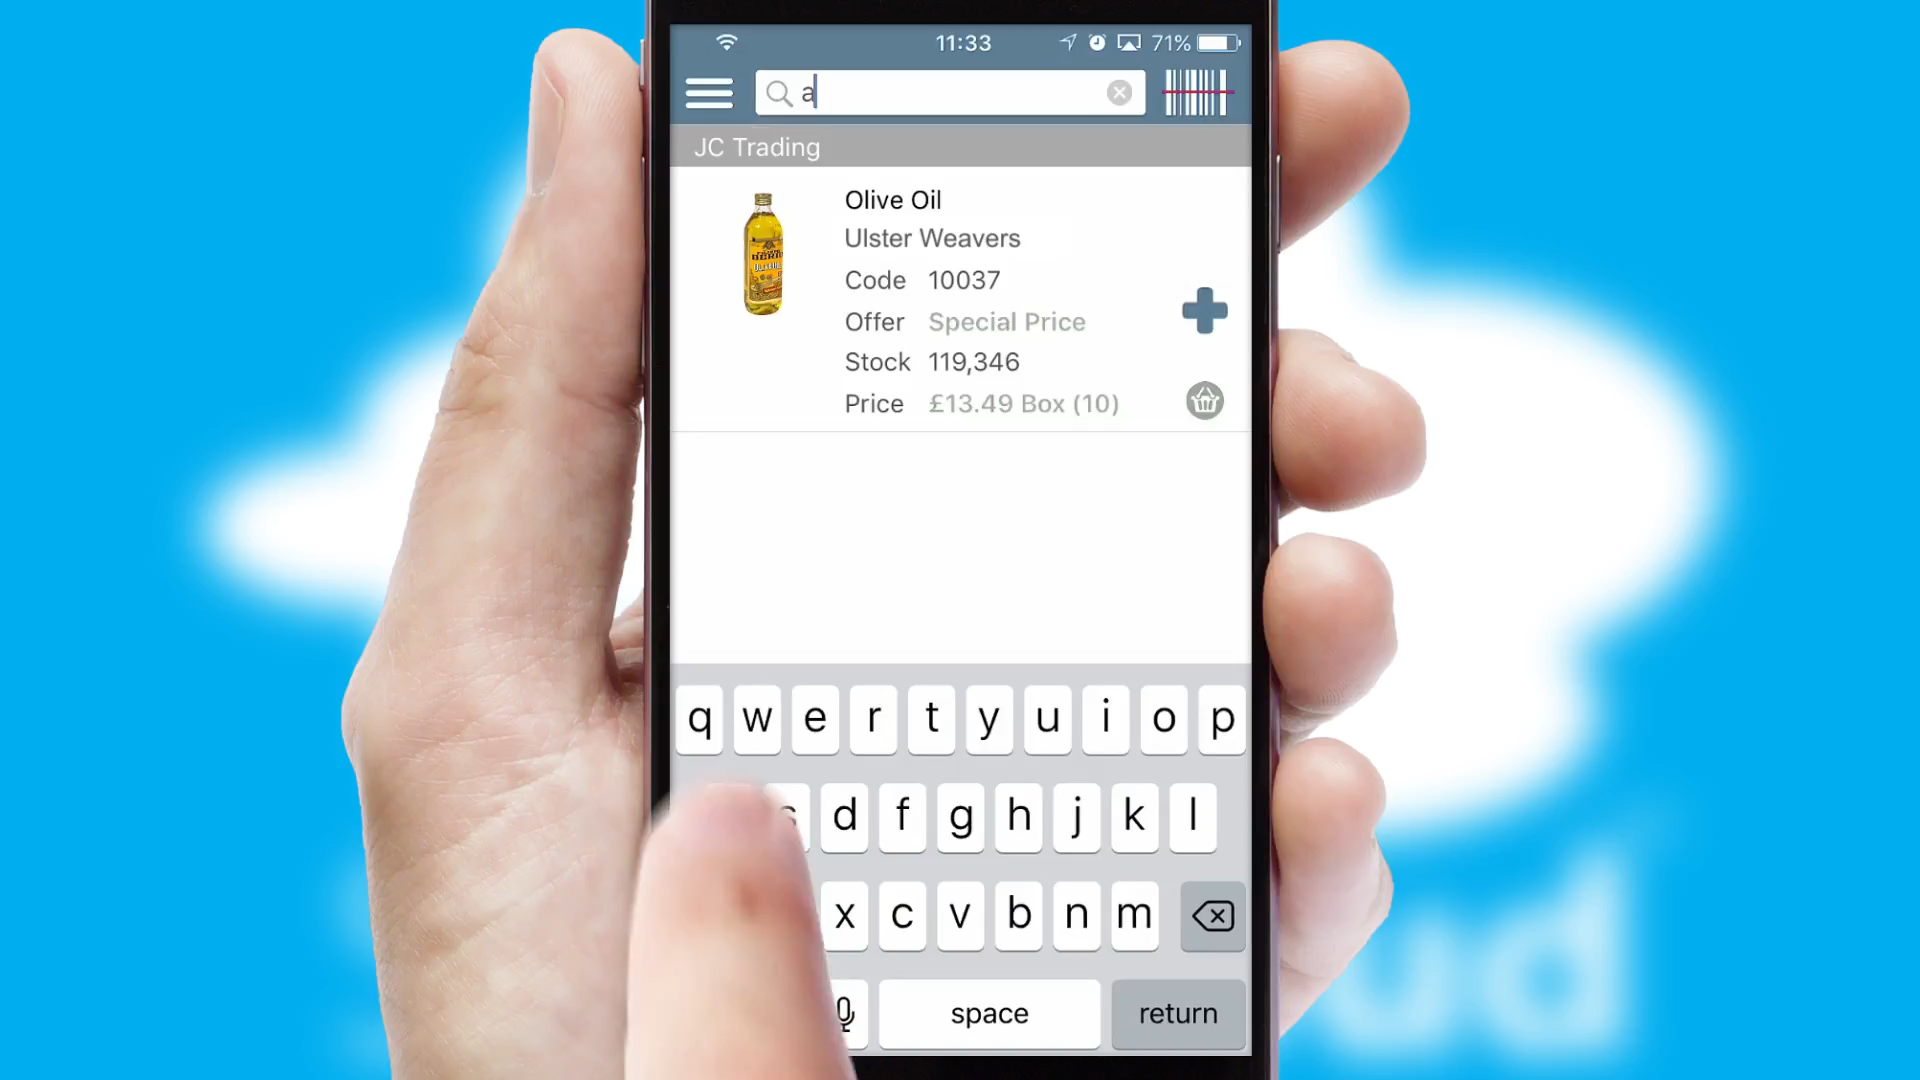 11:33
71%
a
JC Trading
Olive Oil
Ulster Weavers
Code 10037
Offer Special Price
Stock 119,346
Price £13.49 Box (10)
q w e r t y u i o p
s d f g h j k l
x c v b n m
space return
ud